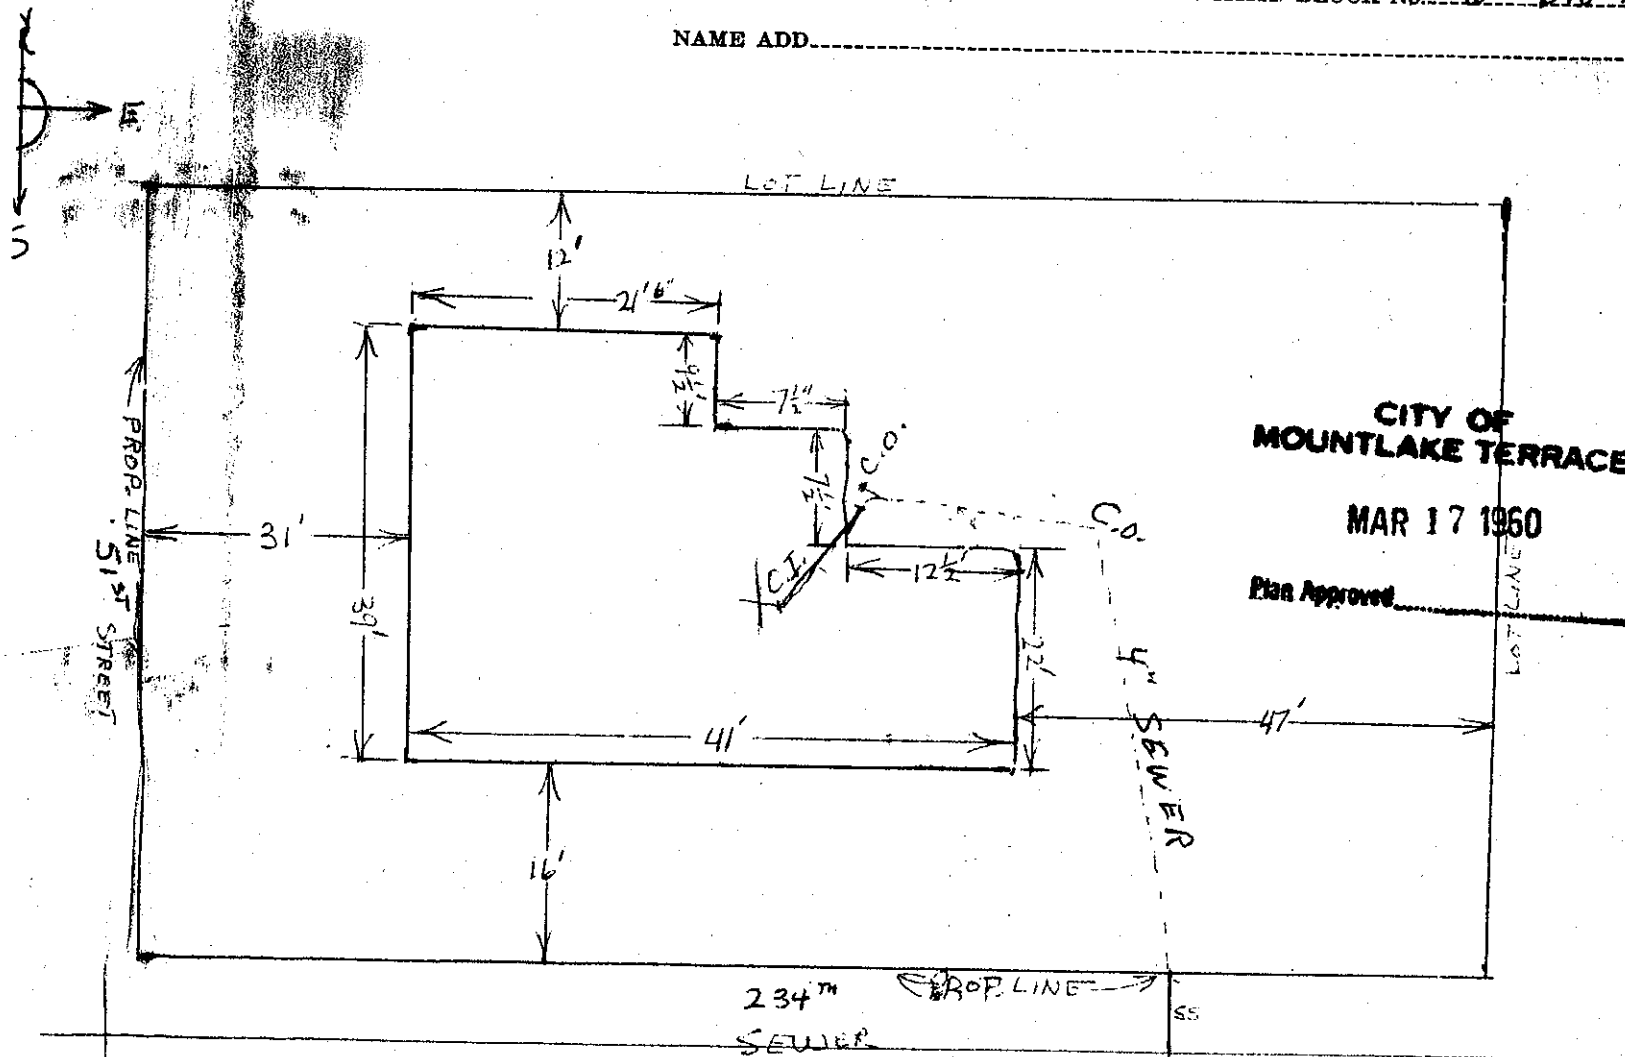 BLOCK No.
NAME ADD.
E
LOT LINE
12'
21'6"
9½'
7½"
7½'
C.O.
CITY OF
MOUNTLAKE TERRACE
MAR 17 1960
Plan Approved
C.O.
31'
C.I.
12½'
PROP. LINE
51ST STREET
39'
22'
4" SEWER
LOT LINE
41'
47'
16'
234TH
PROP. LINE
SS
SEWER